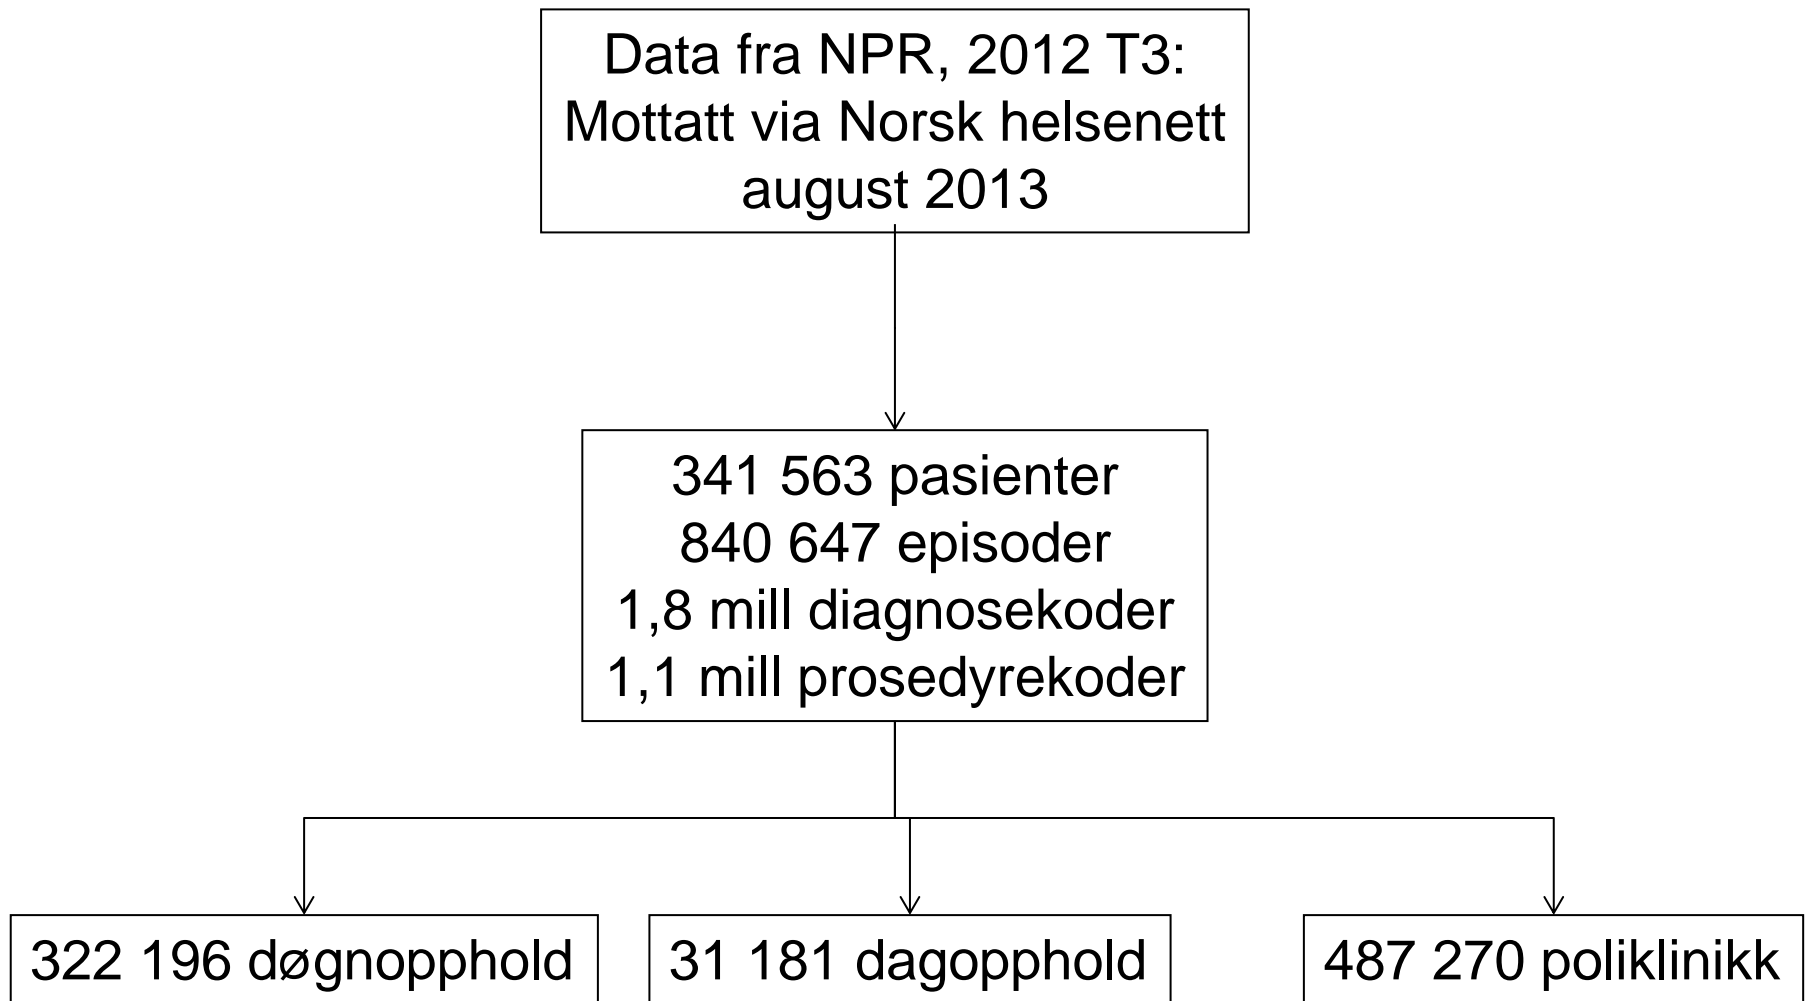 Data fra NPR, 2012 T3:
Mottatt via Norsk helsenett
august 2013
341 563 pasienter
840 647 episoder
1,8 mill diagnosekoder
1,1 mill prosedyrekoder
322 196 døgnopphold
31 181 dagopphold
487 270 poliklinikk